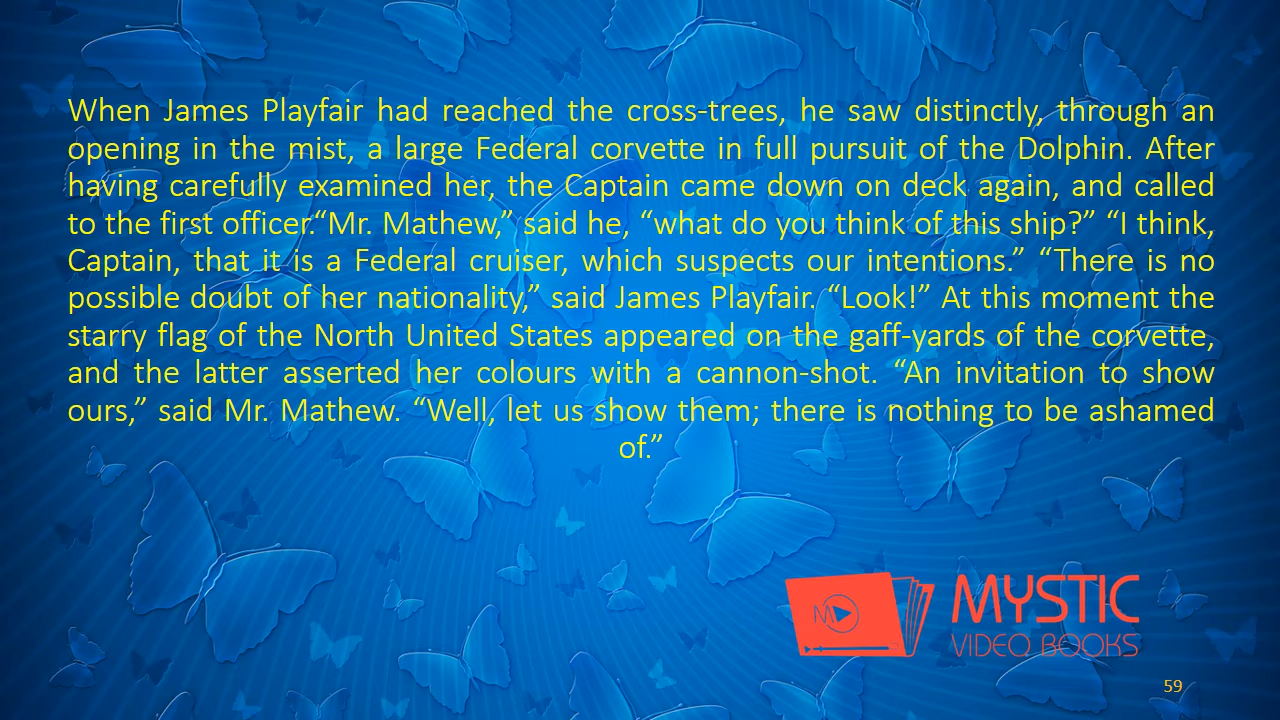 When James Playfair had reached the cross-trees, he saw distinctly, through an
opening in the mist, a large Federal corvette in full pursuit of the Dolphin. After
having carefully examined her, the Captain came down on deck again, and called
to the first officer.“Mr. Mathew,” said he, “what do you think of this ship?” “I think,
Captain, that it is a Federal cruiser, which suspects our intentions.” “There is no
possible doubt of her nationality,” said James Playfair. “Look!” At this moment the
starry flag of the North United States appeared on the gaff-yards of the corvette,
and the latter asserted her colours with a cannon-shot. “An invitation to show
ours,” said Mr. Mathew. “Well, let us show them; there is nothing to be ashamed
of.”
MYSTIC
VIDEO BOOKS
59